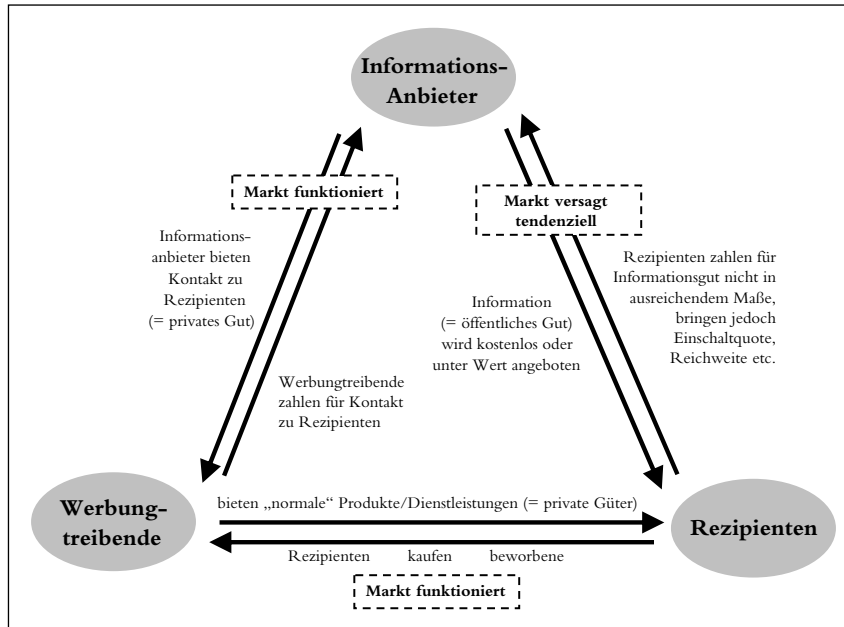 Informations-
Anbieter
Markt funktioniert
Markt versagt
tendenziell
Informations-
anbieter bieten
Kontakt zu
Rezipienten
(= privates Gut)
Rezipienten zahlen für
Informationsgut nicht in
ausreichendem Maße,
bringen jedoch
Einschaltquote,
Reichweite etc.
Information
(= öffentliches Gut)
wird kostenlos oder
unter Wert angeboten
Werbungtreibende
zahlen für Kontakt
zu Rezipienten
Werbung-
treibende
bieten „normale“ Produkte/Dienstleistungen (= private Güter)
Rezipienten
Rezipienten kaufen beworbene
Markt funktioniert